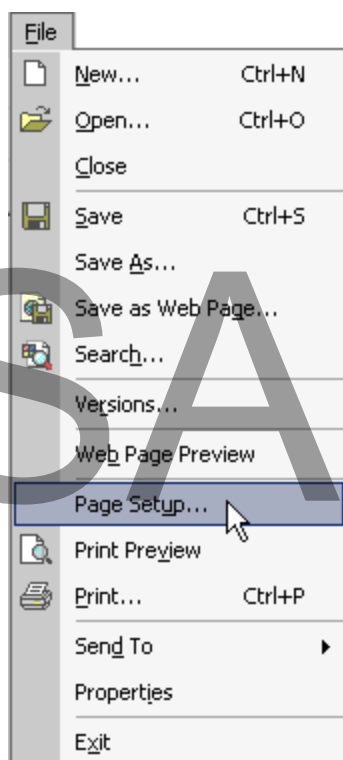 File
New... Ctrl+N
Open... Ctrl+O
Close
Save Ctrl+S
Save As...
Save as Web Page...
Search...
Versions...
Web Page Preview
Page Setup...
Print Preview
Print... Ctrl+P
Send To
Properties
Exit
SA